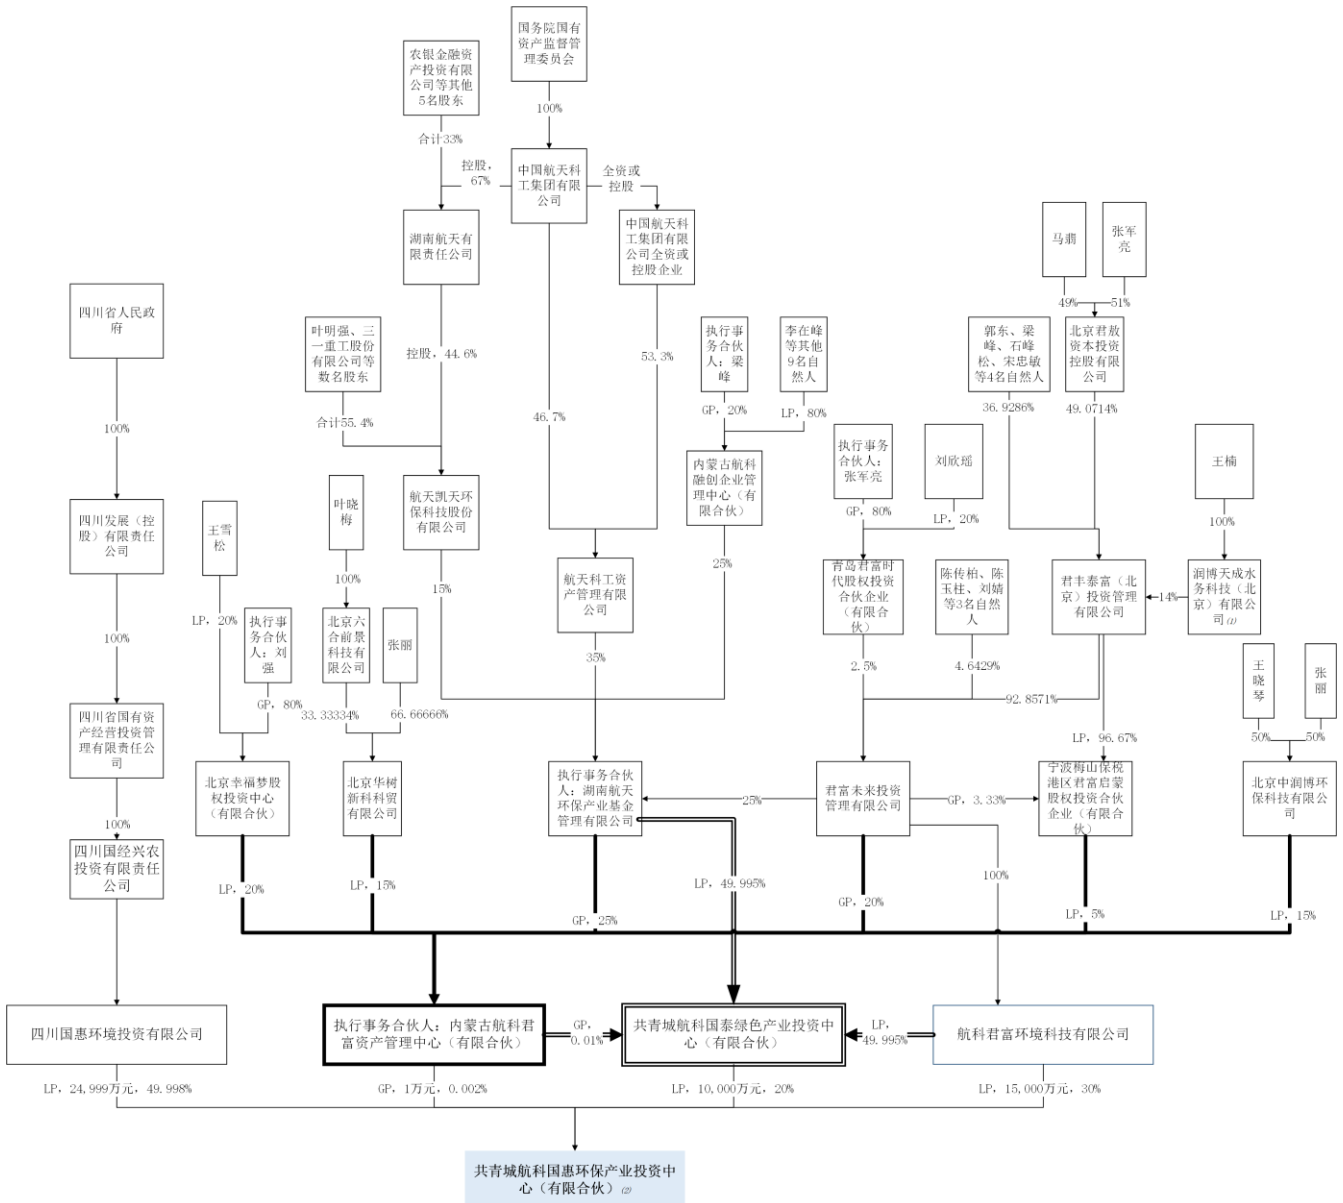 国务院国有
资产监督管
理委员会
农银金融资
产投资有限
公司等其他
5名股东
100%
合计33%
控股，
67%
中国航天科
工集团有限
公司
全资或
控股
湖南航天有
限责任公司
中国航天科
工集团有限
公司全资或
控股企业
马鹏
张军
亮
49%
51%
四川省人民政
府
叶明强、三
一重工股份
有限公司等
数名股东
控股，44.6%
53.3%
执行事
务合伙
人：梁
峰
李在峰
等其他
9名自
然人
郭东、梁
峰、石峰
松、宋忠敏
等4名自然人
北京君敖
资本投资
控股有限
公司
GP，20%
LP，80%
36.9286%
49.0714%
46.7%
合计55.4%
100%
执行事务
合伙人：
张军亮
刘欣瑶
王楠
内蒙古航科
融创企业管
理中心（有
限合伙）
叶晓
梅
航天凯天环
保科技股份
有限公司
GP，80%
LP，20%
100%
王雪
松
四川发展（控
股）有限责任
公司
100%
15%
航天科工资
产管理有限
公司
25%
青岛君富时
代股权投资
合伙企业
（有限合
伙）
陈传柏、陈
玉柱、刘婧
等3名自然
人
君丰泰富（北
京）投资管理
有限公司
14%
润博天成水
务科技（北
京）有限公
司(1)
LP，20%
执行事
务合伙
人：刘
强
北京六
合前景
科技有
限公司
张丽
100%
35%
2.5%
4.6429%
王
晓
琴
张
丽
GP，80%
33.33334%
66.66666%
92.8571%
四川省国有资
产经营投资管
理有限责任公
司
LP，96.67%
50%
50%
北京幸福梦股
权投资中心
（有限合伙）
北京华树
新科科贸
有限公司
执行事务合伙
人：湖南航天
环保产业基金
管理有限公司
25%
君富未来投资
管理有限公司
GP，3.33%
宁波梅山保税
港区君富启蒙
股权投资合伙
企业（有限合
伙）
北京中润博环
保科技有限公
司
100%
四川国经兴农
投资有限责任
公司
LP，20%
LP，15%
LP，49.995%
100%
GP，25%
GP，20%
LP，5%
LP，15%
四川国惠环境投资有限公司
执行事务合伙人：内蒙古航科君
富资产管理中心（有限合伙）
GP，
0.01%
共青城航科国泰绿色产业投资中
心（有限合伙）
LP，
49.995%
航科君富环境科技有限公司
LP，24,999万元，49.998%
GP，1万元，0.002%
LP，10,000万元，20%
LP，15,000万元，30%
共青城航科国惠环保产业投资中
心（有限合伙）(2)